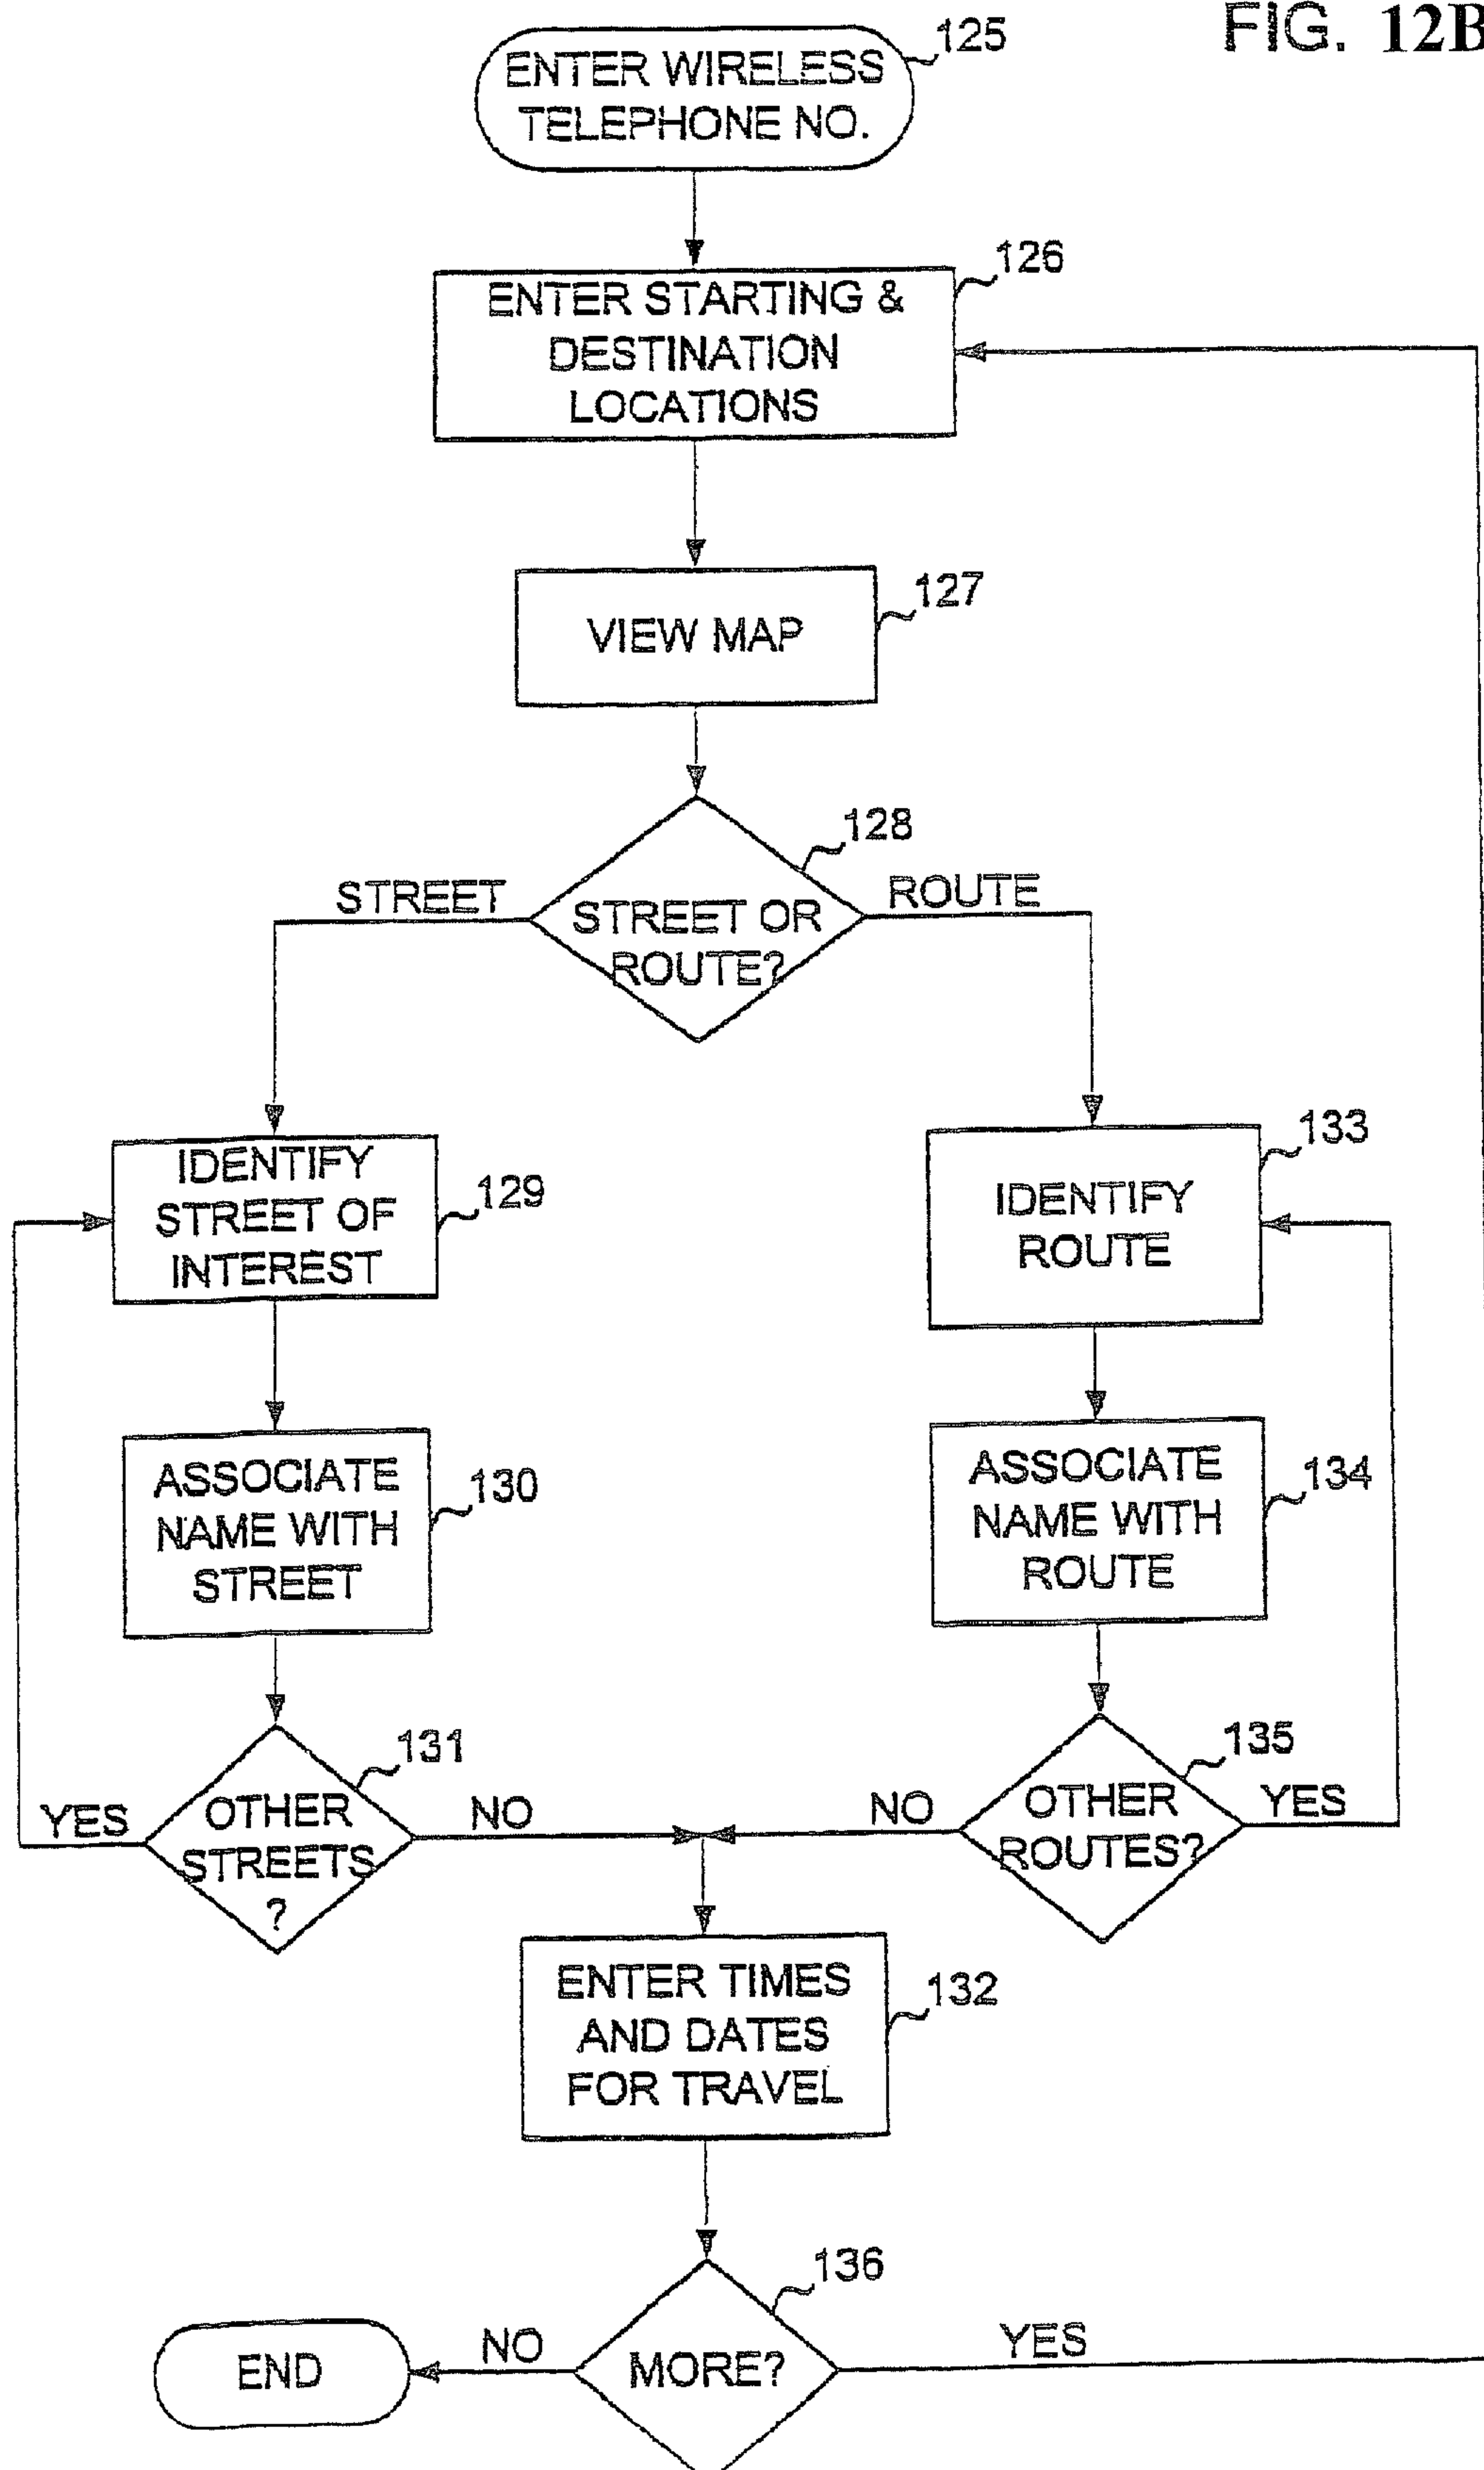 FIG. 12B
ENTER WIRELESS
TELEPHONE NO.
125
ENTER STARTING &
DESTINATION
LOCATIONS
126
VIEW MAP
127
128
STREET
STREET OR
ROUTE?
ROUTE
IDENTIFY
STREET OF
INTEREST
129
ASSOCIATE
NAME WITH
STREET
130
131
YES
OTHER
STREETS
?
NO
133
IDENTIFY
ROUTE
134
ASSOCIATE
NAME WITH
ROUTE
135
NO
OTHER
ROUTES?
YES
ENTER TIMES
AND DATES
FOR TRAVEL
132
136
MORE?
NO
YES
END